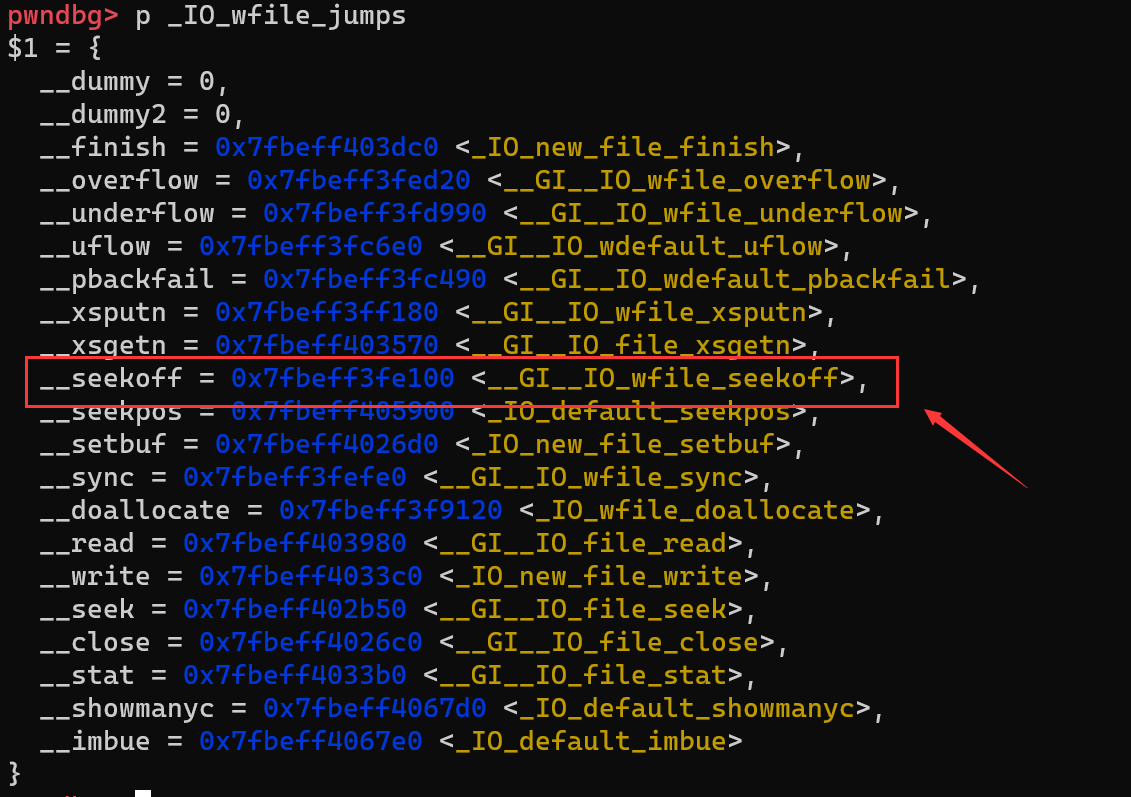 pwndbg> p _IO_wfile_jumps
$1 = {
  __dummy = 0,
  __dummy2 = 0,
  __finish = 0x7fbeff403dc0 <_IO_new_file_finish>,
  __overflow = 0x7fbeff3fed20 <__GI__IO_wfile_overflow>,
  __underflow = 0x7fbeff3fd990 <__GI__IO_wfile_underflow>,
  __uflow = 0x7fbeff3fc6e0 <__GI__IO_wdefault_uflow>,
  __pbackfail = 0x7fbeff3fc490 <__GI__IO_wdefault_pbackfail>,
  __xsputn = 0x7fbeff3ff180 <__GI__IO_wfile_xsputn>,
  __xsgetn = 0x7fbeff403570 <__GI__IO_file_xsgetn>,
  __seekoff = 0x7fbeff3fe100 <__GI__IO_wfile_seekoff>,
  __seekpos = 0x7fbeff405900 <_IO_default_seekpos>,
  __setbuf = 0x7fbeff4026d0 <_IO_new_file_setbuf>,
  __sync = 0x7fbeff3fefe0 <__GI__IO_wfile_sync>,
  __doallocate = 0x7fbeff3f9120 <_IO_wfile_doallocate>,
  __read = 0x7fbeff403980 <__GI__IO_file_read>,
  __write = 0x7fbeff4033c0 <_IO_new_file_write>,
  __seek = 0x7fbeff402b50 <__GI__IO_file_seek>,
  __close = 0x7fbeff4026c0 <__GI__IO_file_close>,
  __stat = 0x7fbeff4033b0 <__GI__IO_file_stat>,
  __showmanyc = 0x7fbeff4067d0 <_IO_default_showmanyc>,
  __imbue = 0x7fbeff4067e0 <_IO_default_imbue>
}